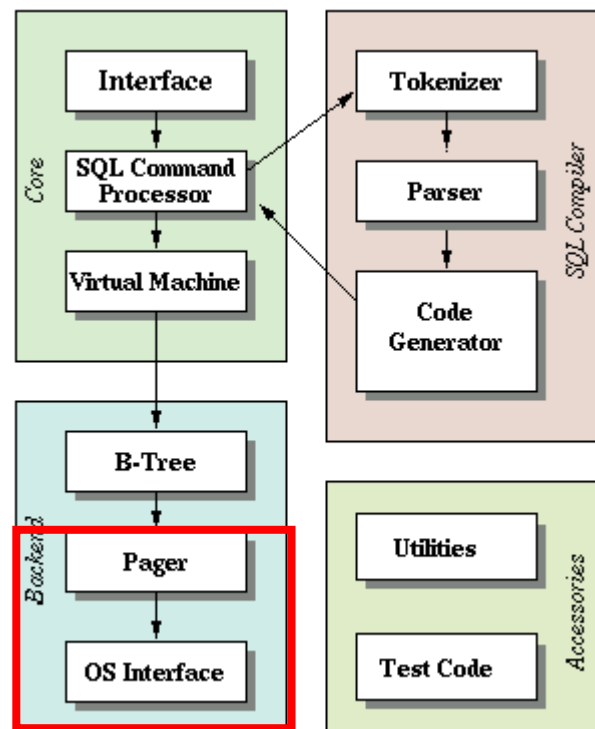 Interface
SQL Command
Processor
Virtual Machine
Core
Tokenizer
Parser
Code
Generator
SQL Compiler
B-Tree
Pager
OS Interface
Backend
Utilities
Test Code
Accessories